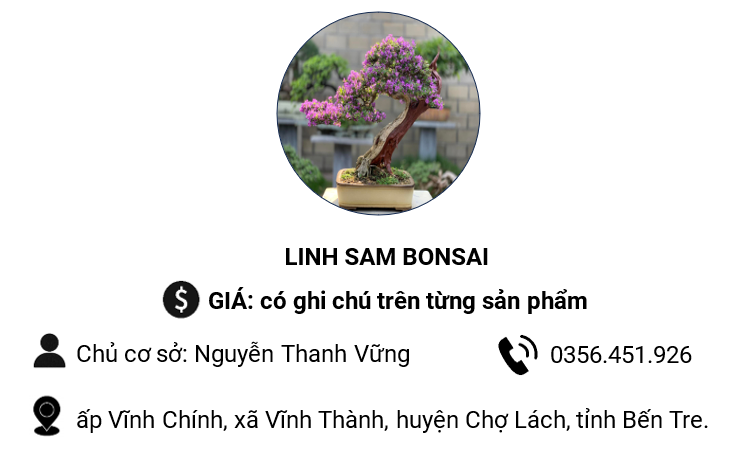 LINH SAM BONSAI
GIÁ: có ghi chú trên từng sản phẩm
Chủ cơ sở: Nguyễn Thanh Vững
0356.451.926
ấp Vĩnh Chính, xã Vĩnh Thành, huyện Chợ Lách, tỉnh Bến Tre.